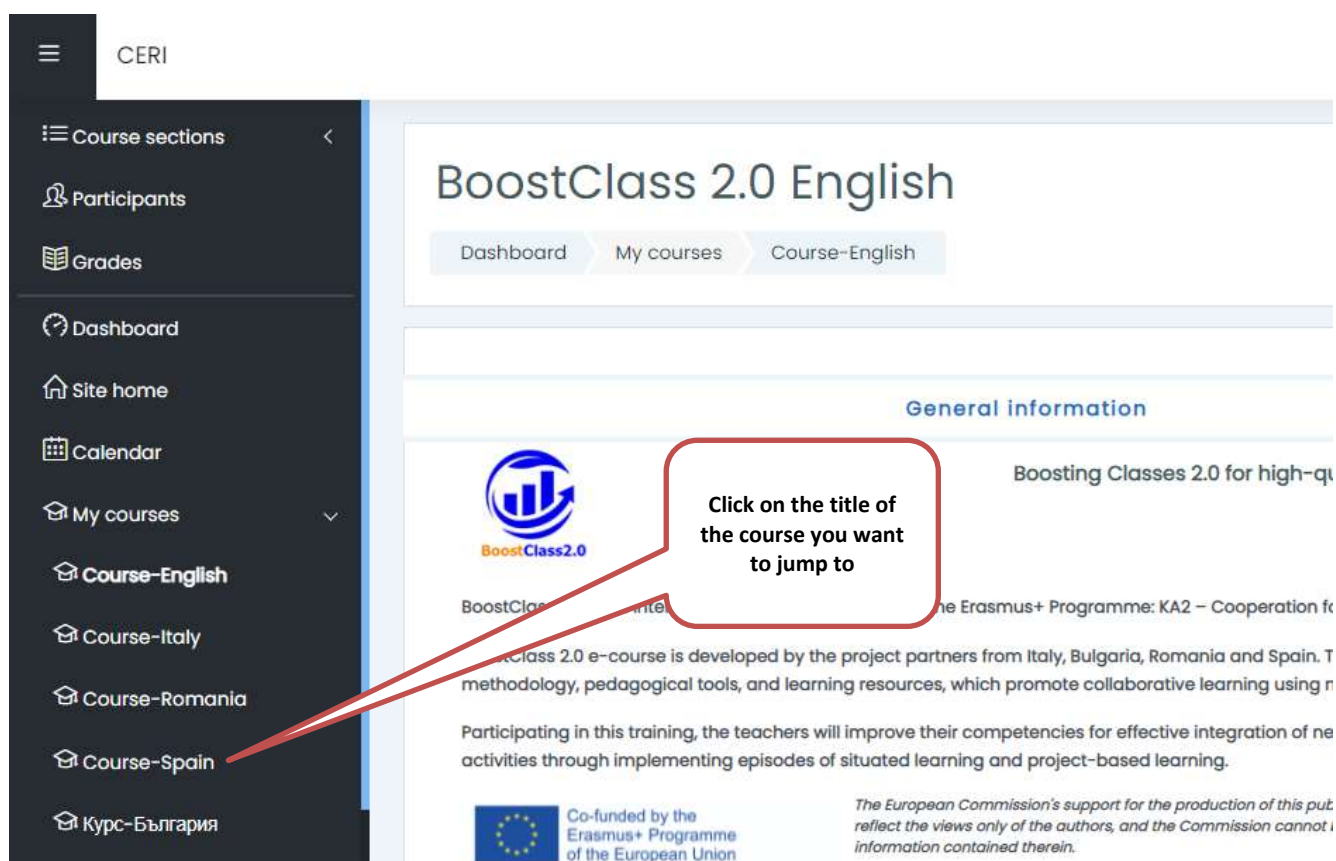 CERI
Course sections
Participants
Grades
Dashboard
Site home
Calendar
My courses
Course-English
Course-Italy
Course-Romania
Course-Spain
Курс-България
BoostClass 2.0 English
Dashboard My courses Course-English
General information
BoostClass2.0
Boosting Classes 2.0 for high-qu
Click on the title of
the course you want
to jump to
BoostCla Erasmus+ Programme: KA2 – Cooperation fo
Class 2.0 e-course is developed by the project partners from Italy, Bulgaria, Romania and Spain. T
methodology, pedagogical tools, and learning resources, which promote collaborative learning using
Participating in this training, the teachers will improve their competencies for effective integration of ne
activities through implementing episodes of situated learning and project-based learning.
Co-funded by the
Erasmus+ Programme
of the European Union
The European Commission's support for the production of this pub
reflect the views only of the authors, and the Commission cannot
information contained therein.